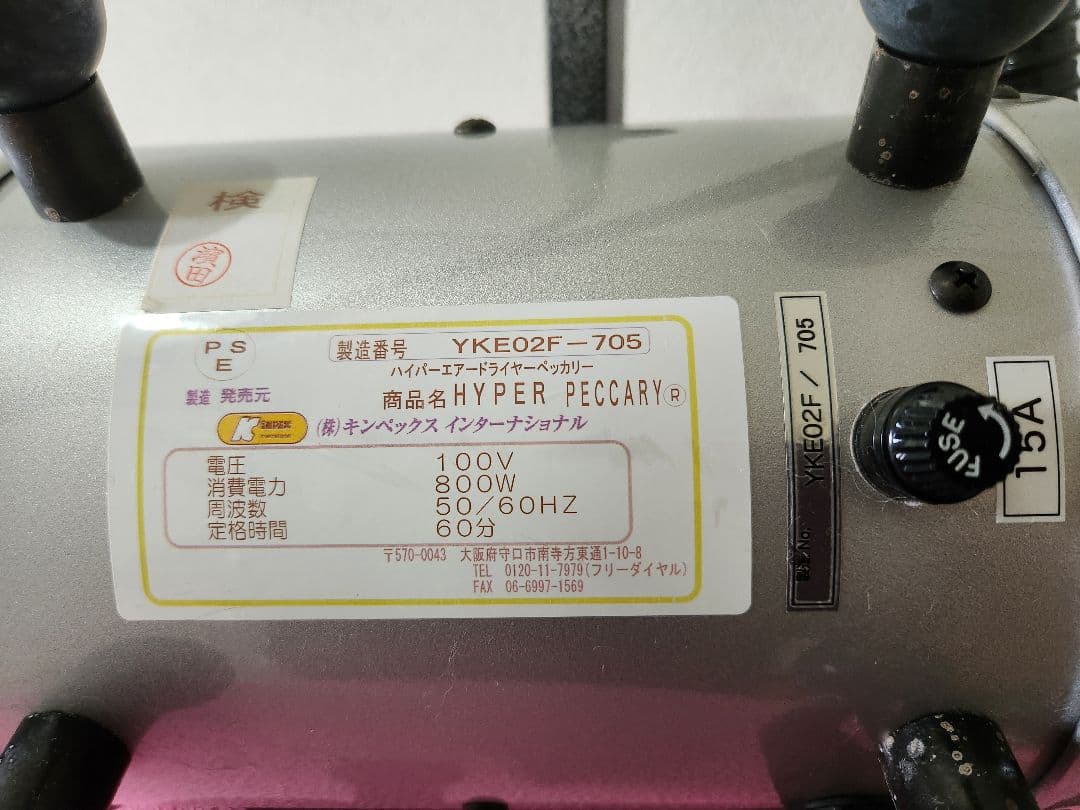 検
濱田
PS
E
製造番号 YKE02F-705
ハイパーエアードライヤーペッカリー
商品名 HYPER PECCARY®
製造 発売元
(株)キンペックス インターナショナル
電圧 100V
消費電力 800W
周波数 50/60HZ
定格時間 60分
〒570-0043 大阪府守口市南寺方東通1-10-8
TEL 0120-11-7979(フリーダイヤル)
FAX 06-6997-1569
製造No. YKE02F / 705
FUSE
15A